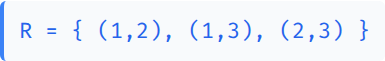 R = { (1,2), (1,3), (2,3) }